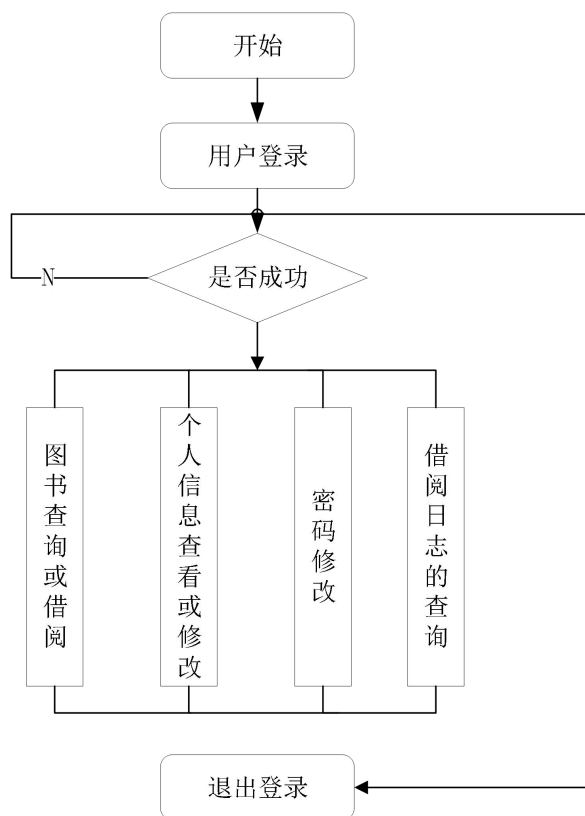 开始
用户登录
N
是否成功
图书查询或借阅
个人信息查看或修改
密码修改
借阅日志的查询
退出登录